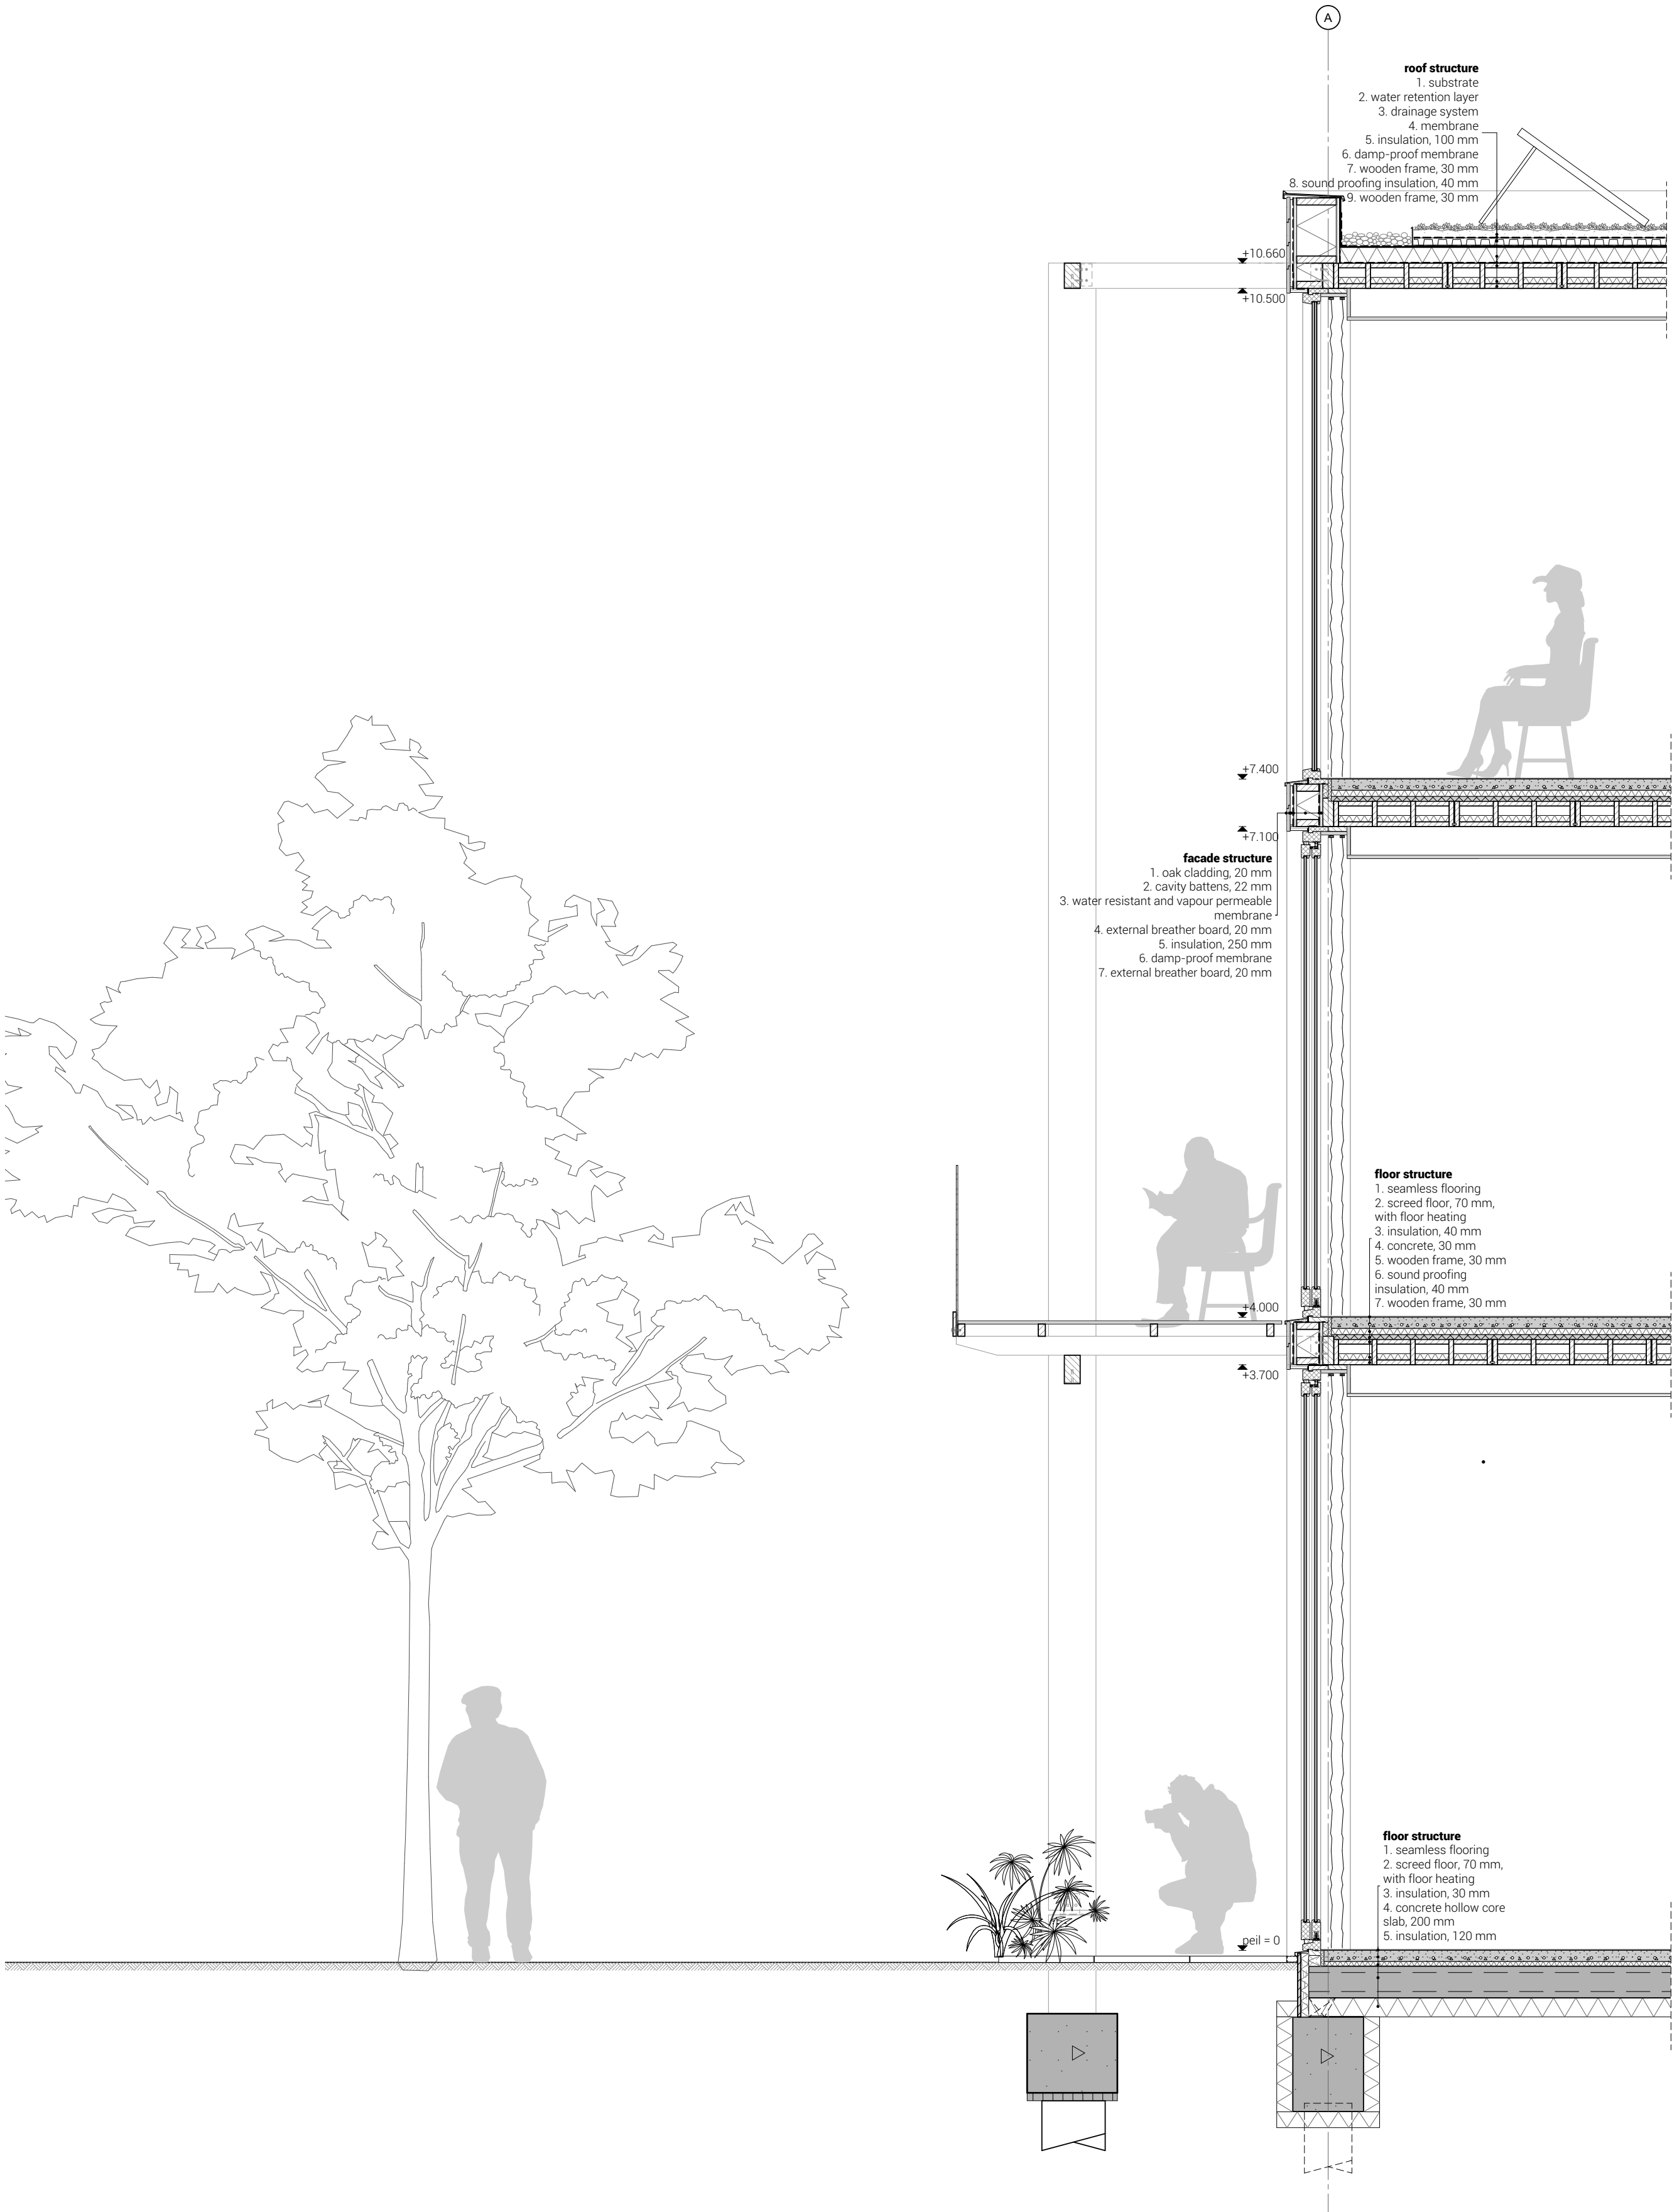 A
roof structure
1. substrate
2. water retention layer
3. drainage system
4. membrane
5. insulation, 100 mm
6. damp-proof membrane
7. wooden frame, 30 mm
8. sound proofing insulation, 40 mm
9. wooden frame, 30 mm
+10.660
+10.500
+7.400
+7.100
facade structure
1. oak cladding, 20 mm
2. cavity battens, 22 mm
3. water resistant and vapour permeable
membrane
4. external breather board, 20 mm
5. insulation, 250 mm
6. damp-proof membrane
7. external breather board, 20 mm
floor structure
1. seamless flooring
2. screed floor, 70 mm,
with floor heating
3. insulation, 40 mm
4. concrete, 30 mm
5. wooden frame, 30 mm
6. sound proofing
insulation, 40 mm
7. wooden frame, 30 mm
+4.000
+3.700
floor structure
1. seamless flooring
2. screed floor, 70 mm,
with floor heating
3. insulation, 30 mm
4. concrete hollow core
slab, 200 mm
5. insulation, 120 mm
peil = 0